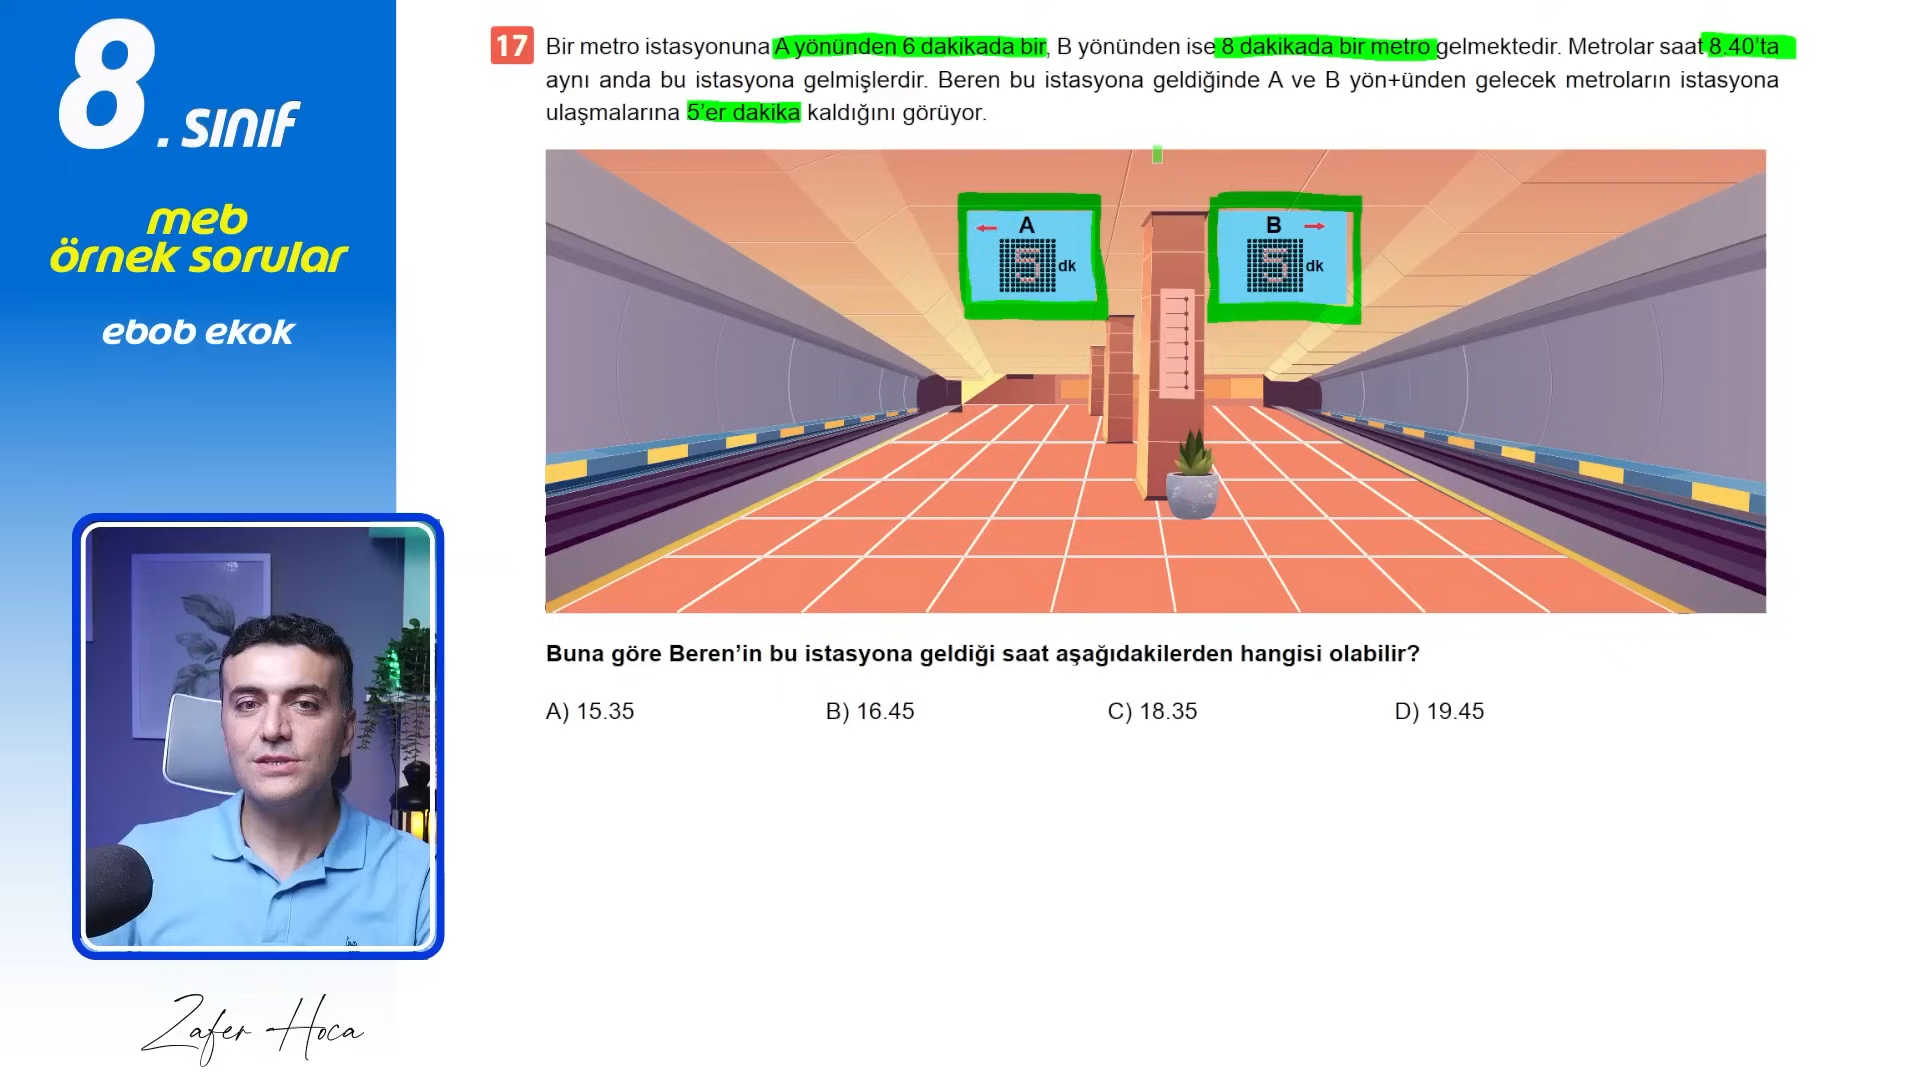 8. sınıf
meb
örnek sorular
ebob ekok
Zafer Hoca
17 Bir metro istasyonuna A yönünden 6 dakikada bir, B yönünden ise 8 dakikada bir metro gelmektedir. Metrolar saat 8.40’ta
aynı anda bu istasyona gelmişlerdir. Beren bu istasyona geldiğinde A ve B yön+ünden gelecek metroların istasyona
ulaşmalarına 5’er dakika kaldığını görüyor.
A
5 dk
B
5 dk
Buna göre Beren’in bu istasyona geldiği saat aşağıdakilerden hangisi olabilir?
A) 15.35 B) 16.45 C) 18.35 D) 19.45